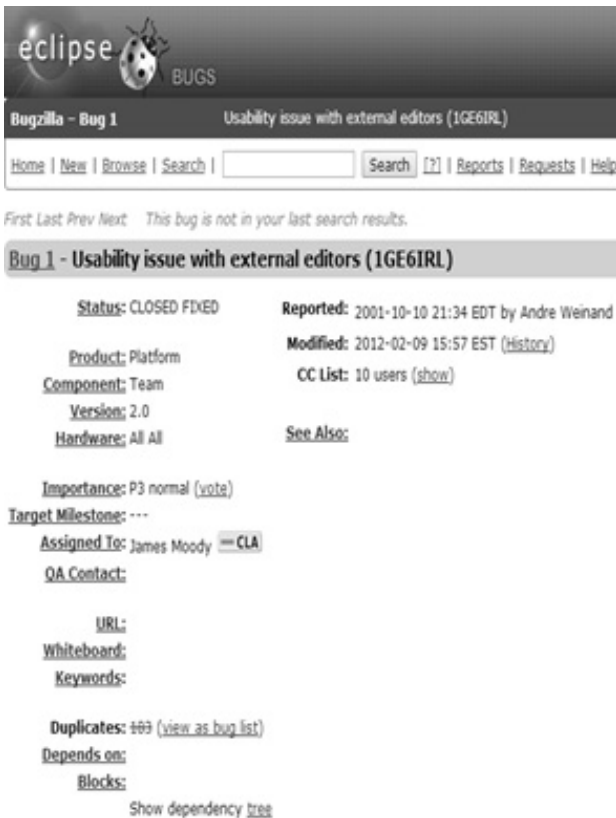 eclipse
BUGS
Bugzilla – Bug 1 Usability issue with external editors (1GE6IRL)
Home | New | Browse | Search | Search [?] | Reports | Requests | Help
First Last Prev Next This bug is not in your last search results.
Bug 1 - Usability issue with external editors (1GE6IRL)
Status: CLOSED FIXED Reported: 2001-10-10 21:34 EDT by Andre Weinand
Modified: 2012-02-09 15:57 EST (History)
Product: Platform CC List: 10 users (show)
Component: Team
Version: 2.0
Hardware: All All See Also:
Importance: P3 normal (vote)
Target Milestone: ---
Assigned To: James Moody — CLA
QA Contact:
URL:
Whiteboard:
Keywords:
Duplicates: 183 (view as bug list)
Depends on:
Blocks:
Show dependency tree